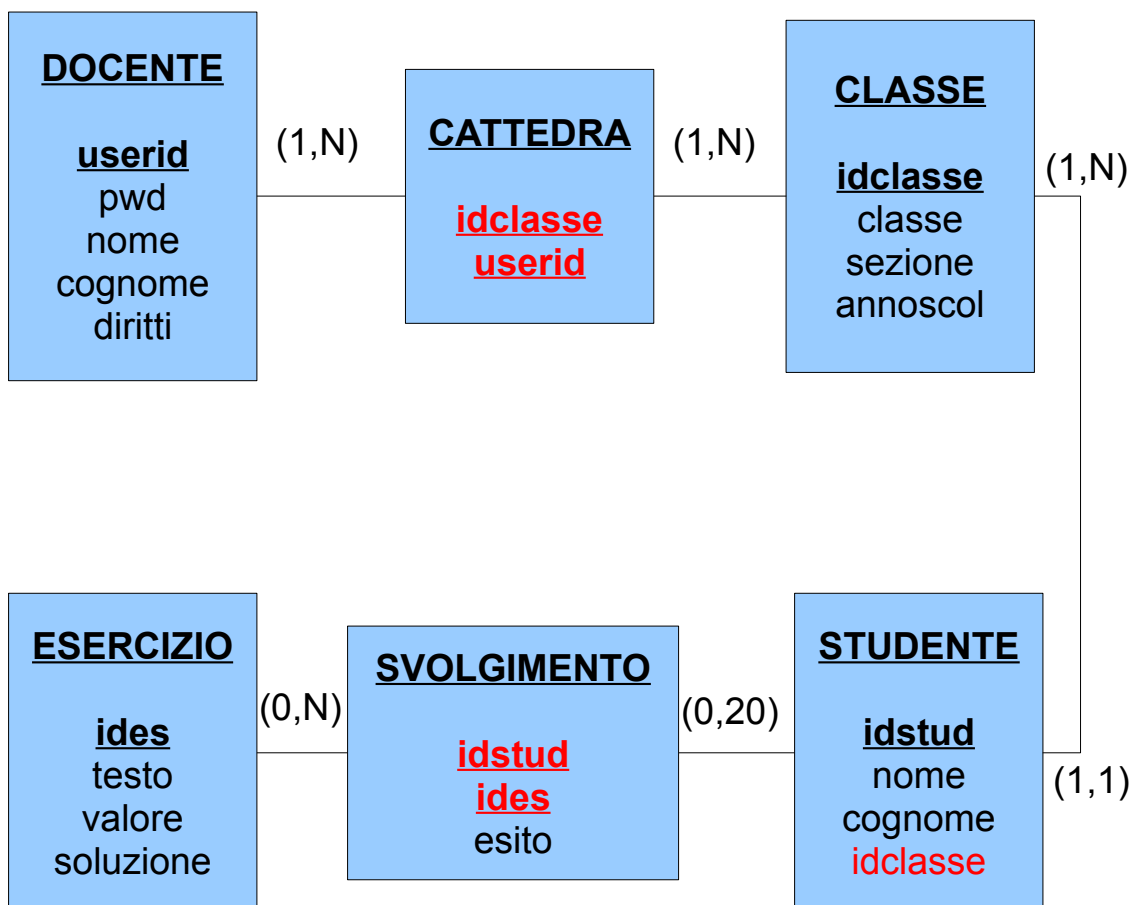 DOCENTE
userid
pwd
nome
cognome
diritti
(1,N)
CATTEDRA
idclasse
userid
(1,N)
CLASSE
idclasse
classe
sezione
annoscol
(1,N)
ESERCIZIO
ides
testo
valore
soluzione
(0,N)
SVOLGIMENTO
idstud
ides
esito
(0,20)
STUDENTE
idstud
nome
cognome
idclasse
(1,1)